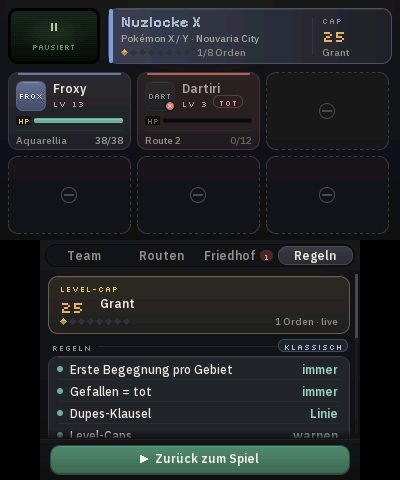 PAUSIERT
Nuzlocke X
Pokémon X/Y · Nouvaria City
1/8 Orden
CAP
25
Grant
FROX
Froxy
LV 13
HP
Aquarellia 38/38
DART
Dartiri
LV 3 TOT
HP
Route 2 0/12
Team Routen Friedhof 1 Regeln
LEVEL-CAP
25 Grant
1 Orden · live
REGELN KLASSISCH
Erste Begegnung pro Gebiet immer
Gefallen = tot immer
Dupes-Klausel Linie
Level-Caps warnen
Zurück zum Spiel